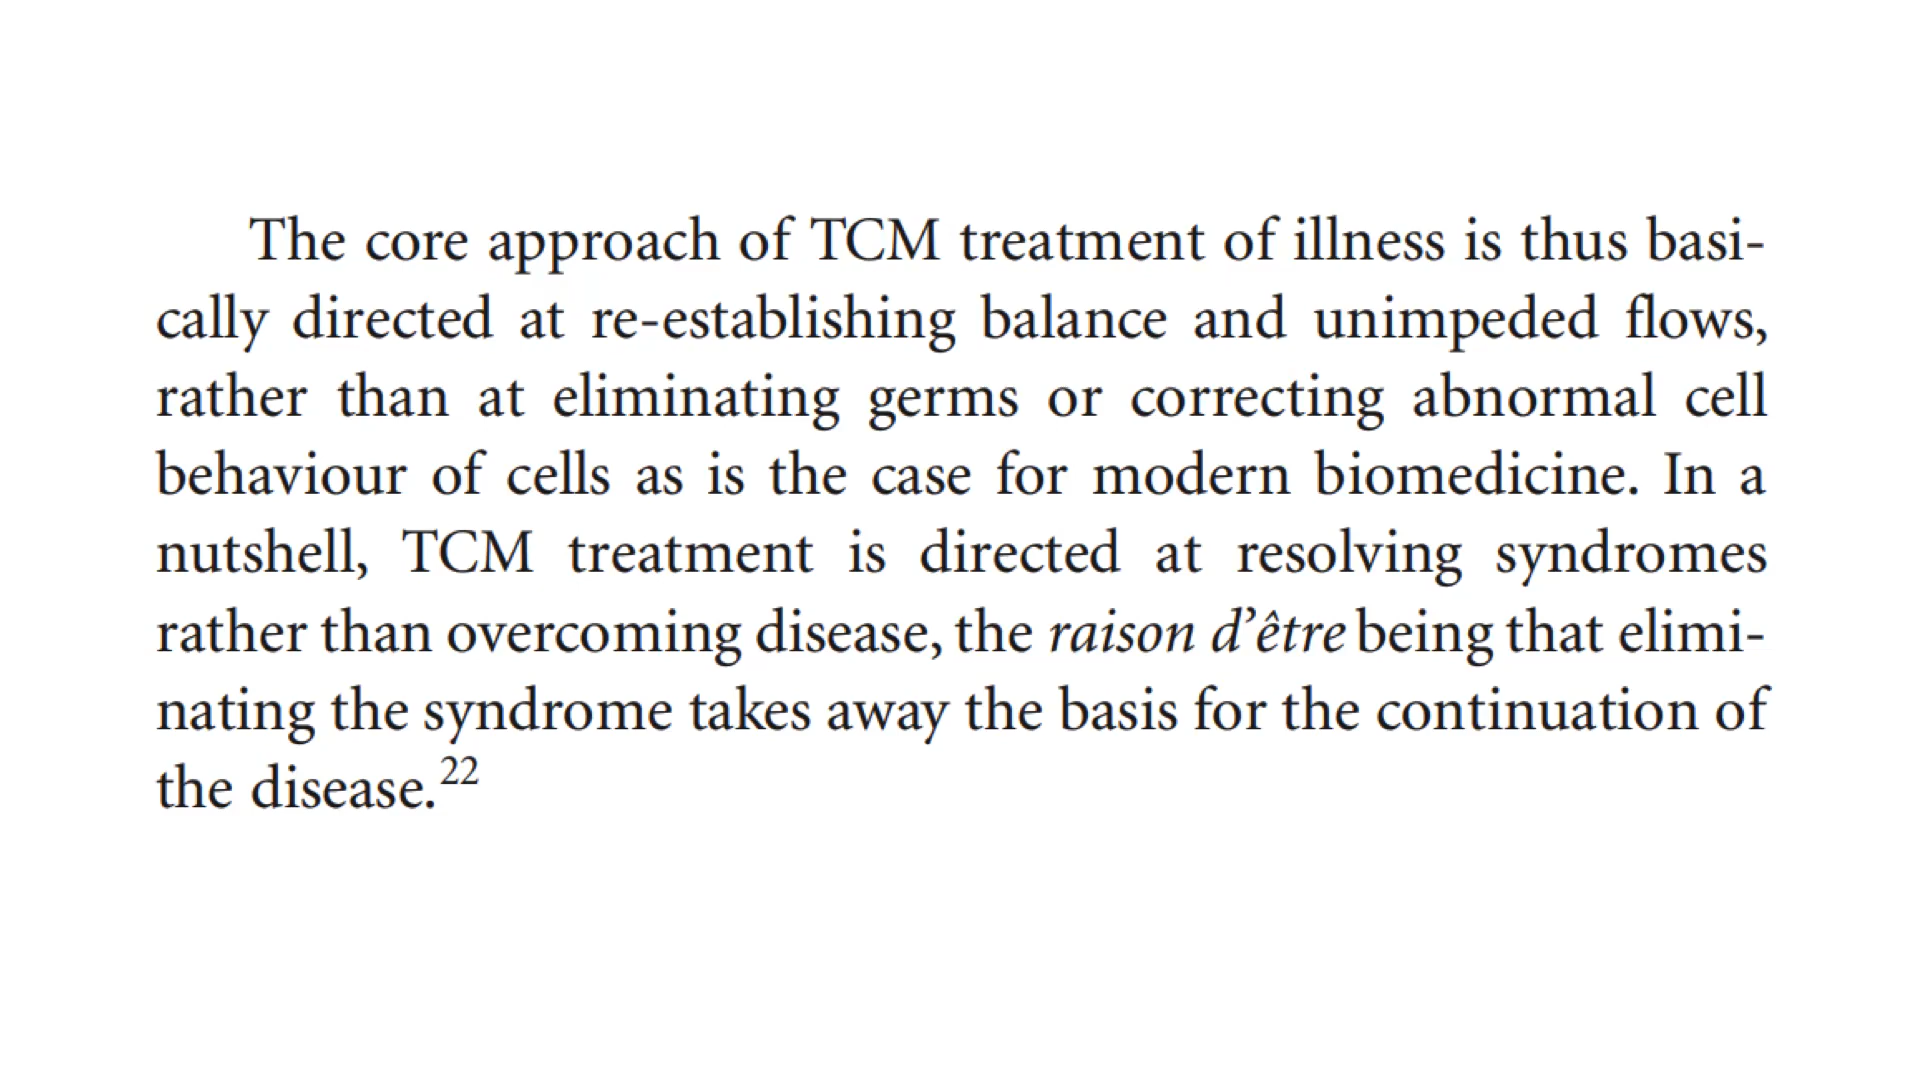 The core approach of TCM treatment of illness is thus basi-
cally directed at re-establishing balance and unimpeded flows,
rather than at eliminating germs or correcting abnormal cell
behaviour of cells as is the case for modern biomedicine. In a
nutshell, TCM treatment is directed at resolving syndromes
rather than overcoming disease, the raison d’être being that elimi-
nating the syndrome takes away the basis for the continuation of
the disease.22